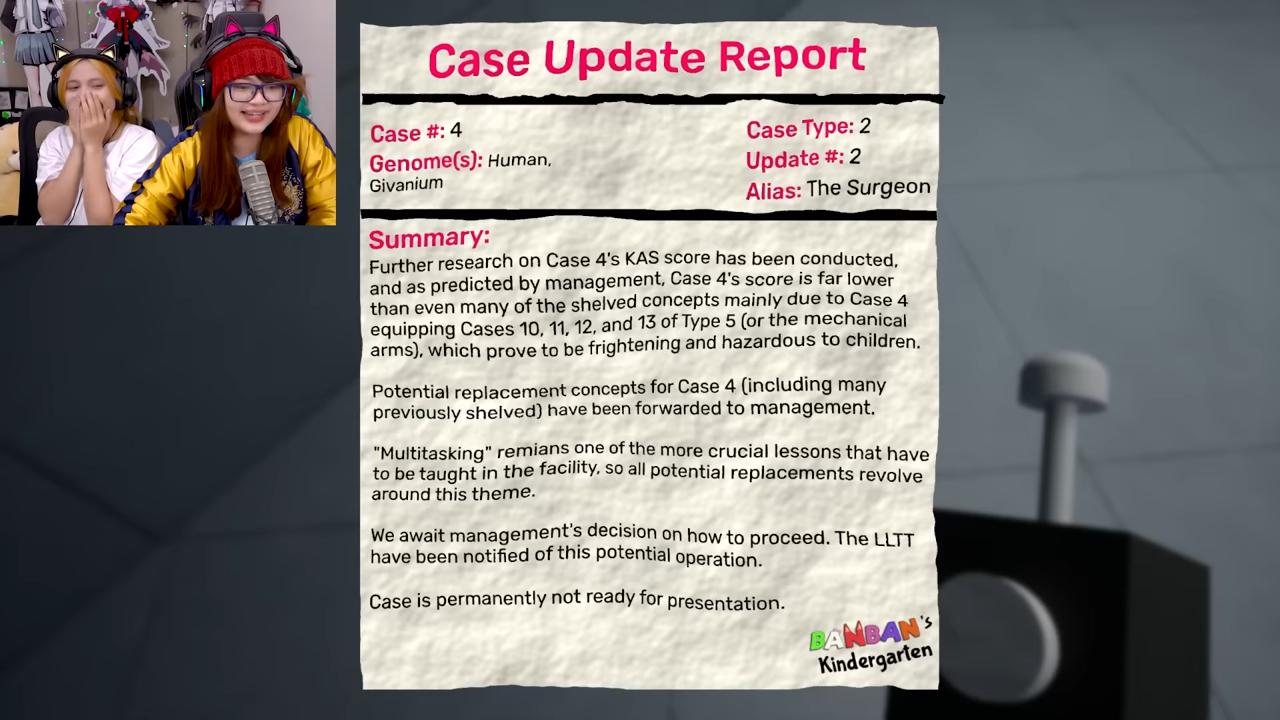 Case Update Report
Case #: 4
Genome(s): Human,
Givanium
Case Type: 2
Update #: 2
Alias: The Surgeon
Summary:
Further research on Case 4's KAS score has been conducted,
and as predicted by management, Case 4's score is far lower
than even many of the shelved concepts mainly due to Case 4
equipping Cases 10, 11, 12, and 13 of Type 5 (or the mechanical
arms), which prove to be frightening and hazardous to children.
Potential replacement concepts for Case 4 (including many
previously shelved) have been forwarded to management.
"Multitasking" remians one of the more crucial lessons that have
to be taught in the facility, so all potential replacements revolve
around this theme.
We await management's decision on how to proceed. The LLTT
have been notified of this potential operation.
Case is permanently not ready for presentation.
BANBAN's
Kindergarten